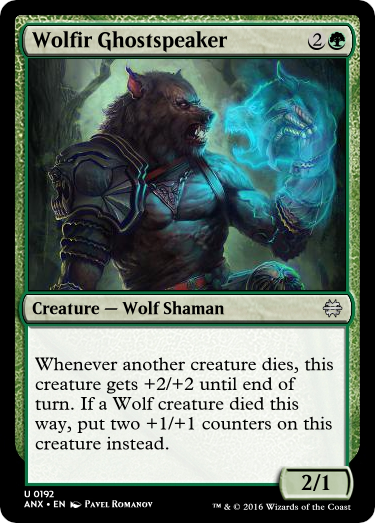 Wolfir Ghostspeaker 2
Creature — Wolf Shaman
Whenever another creature dies, this
creature gets +2/+2 until end of
turn. If a Wolf creature died this
way, put two +1/+1 counters on this
creature instead.
2/1
U 0192
ANX • EN Pavel Romanov
™ & © 2016 Wizards of the Coast